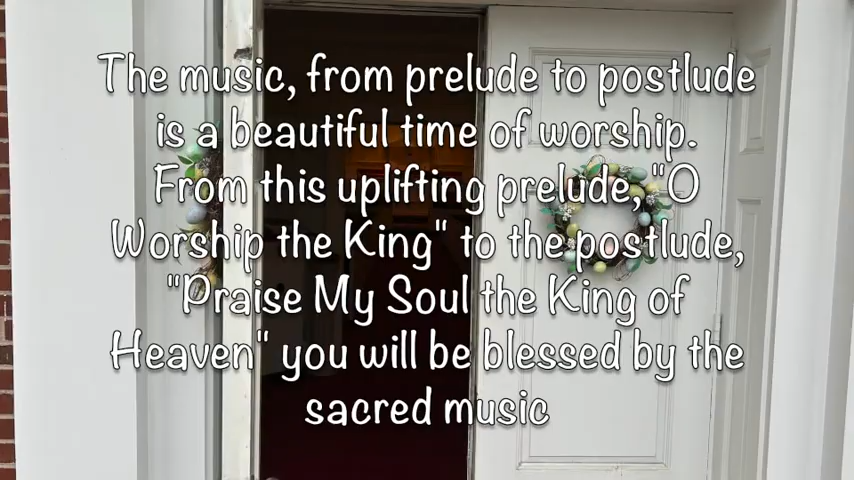 The music, from prelude to postlude
is a beautiful time of worship.
From this uplifting prelude, "O
Worship the King" to the postlude,
"Praise My Soul the King of
Heaven" you will be blessed by the
sacred music